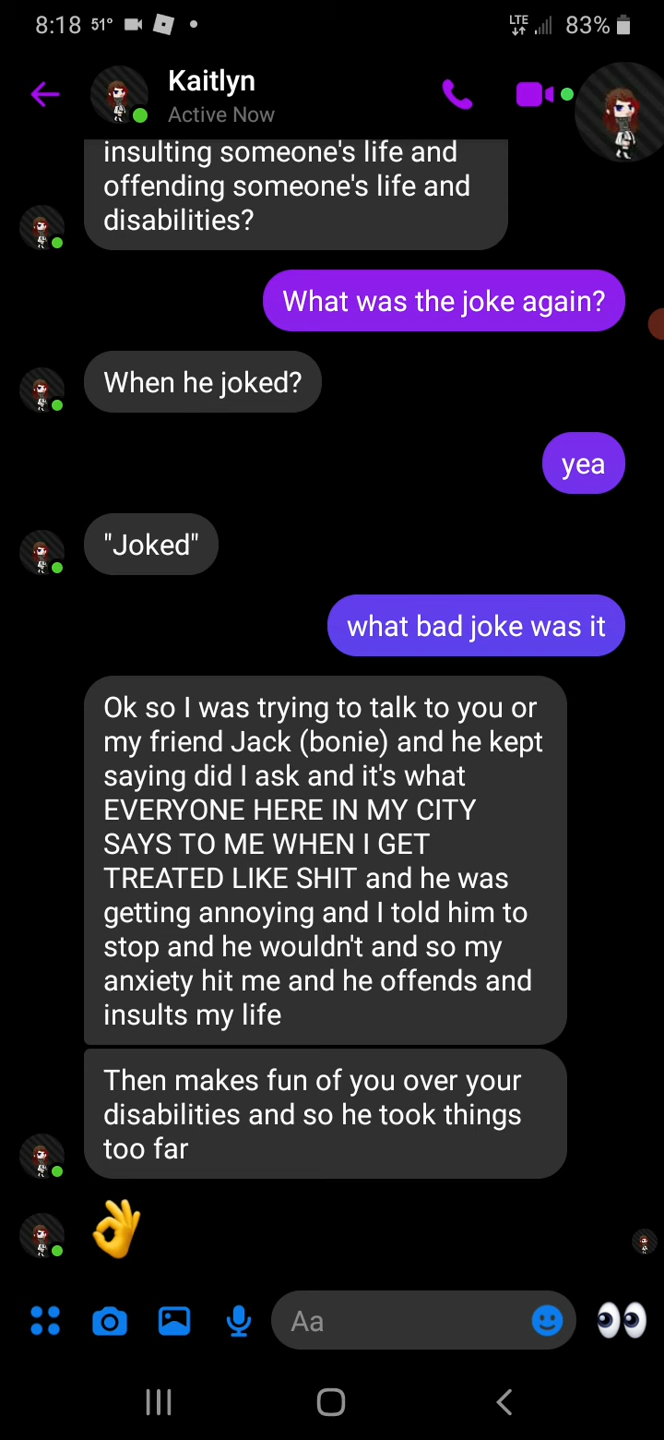 8:18 51°
LTE 83%
Kaitlyn
Active Now
insulting someone's life and
offending someone's life and
disabilities?
What was the joke again?
When he joked?
yea
"Joked"
what bad joke was it
Ok so I was trying to talk to you or
my friend Jack (bonie) and he kept
saying did I ask and it's what
EVERYONE HERE IN MY CITY
SAYS TO ME WHEN I GET
TREATED LIKE SHIT and he was
getting annoying and I told him to
stop and he wouldn't and so my
anxiety hit me and he offends and
insults my life
Then makes fun of you over your
disabilities and so he took things
too far
👌
Aa